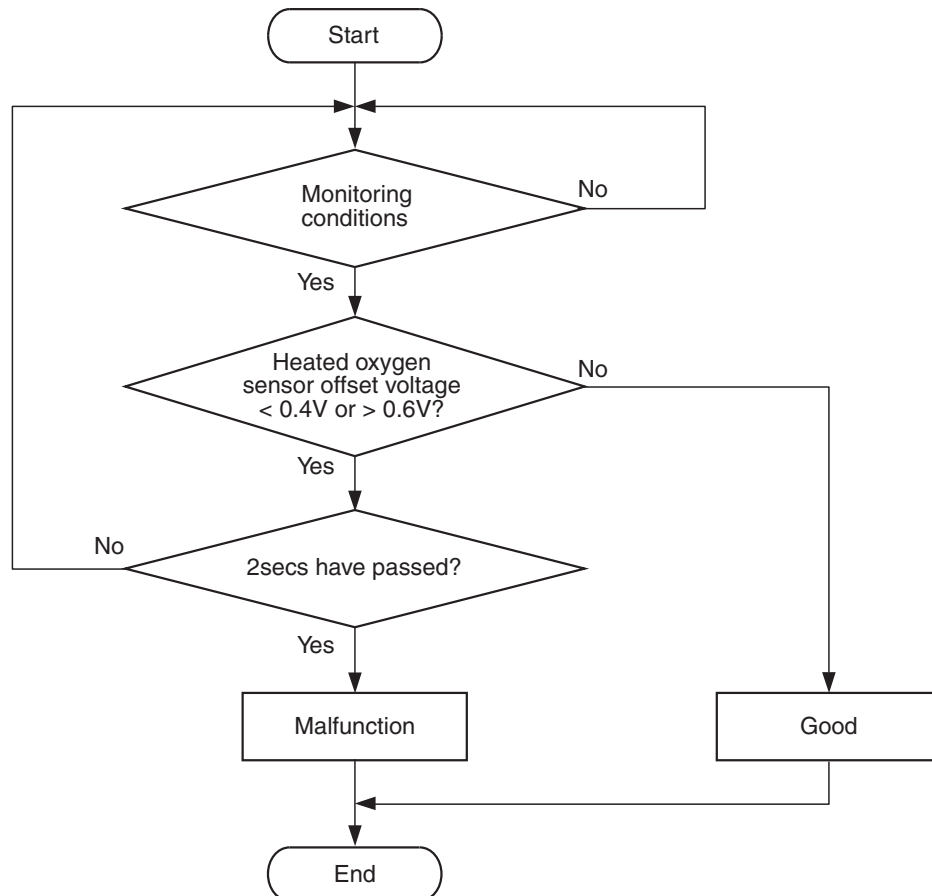 Start
Monitoring
conditions
No
Yes
Heated oxygen
sensor offset voltage
< 0.4V or > 0.6V?
No
Yes
No
2secs have passed?
Yes
Malfunction
Good
End